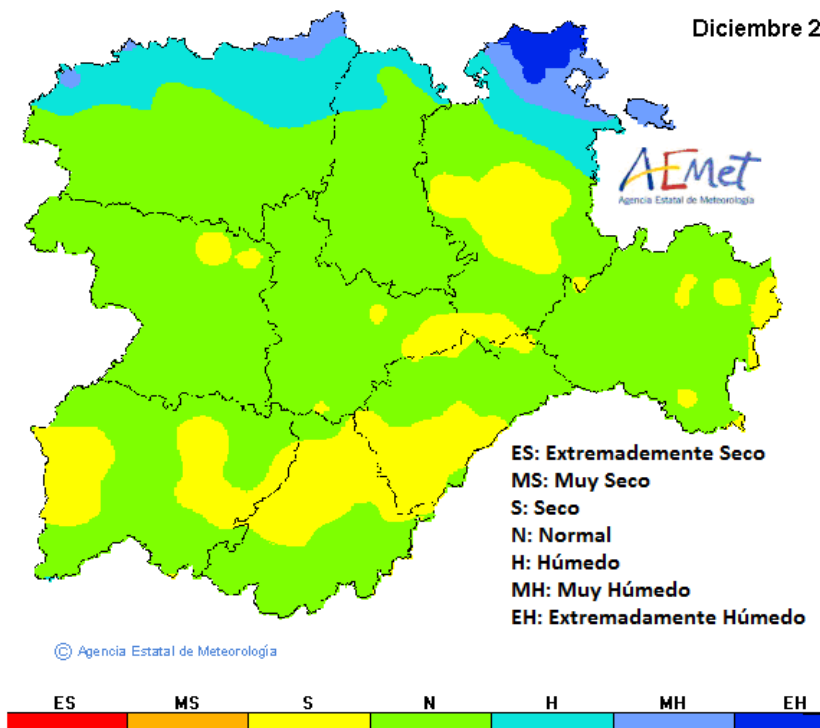 Diciembre 2
AEMet
Agencia Estatal de Meteorología
ES: Extremademente Seco
MS: Muy Seco
S: Seco
N: Normal
H: Húmedo
MH: Muy Húmedo
EH: Extremadamente Húmedo
© Agencia Estatal de Meteorología
ES MS S N H MH EH